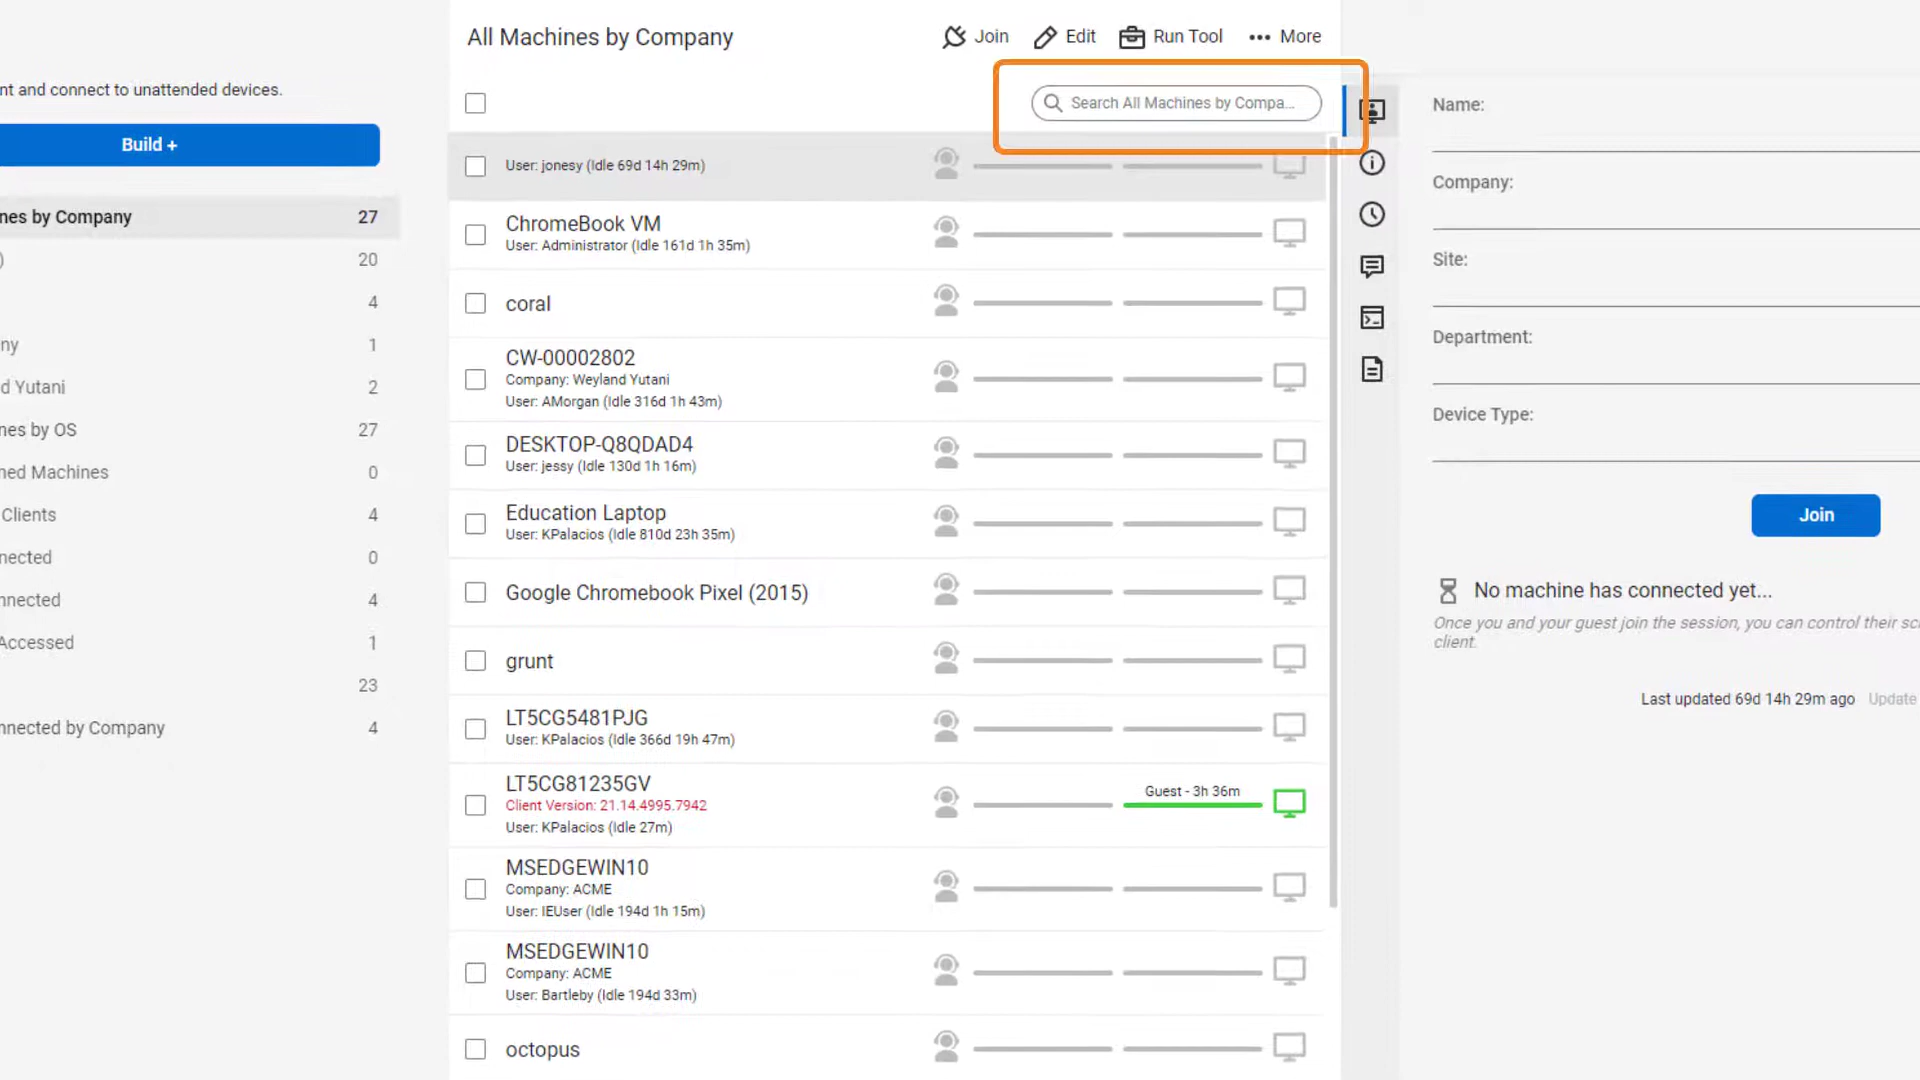 nt and connect to unattended devices.
Build +
nes by Company 27
) 20
4
ny 1
d Yutani 2
nes by OS 27
ned Machines 0
Clients 4
nected 0
nnected 4
Accessed 1
23
nnected by Company 4
All Machines by Company
Join Edit Run Tool More
Search All Machines by Compa...
User: jonesy (Idle 69d 14h 29m)
ChromeBook VM
User: Administrator (Idle 161d 1h 35m)
coral
CW-00002802
Company: Weyland Yutani
User: AMorgan (Idle 316d 1h 43m)
DESKTOP-Q8QDAD4
User: jessy (Idle 130d 1h 16m)
Education Laptop
User: KPalacios (Idle 810d 23h 35m)
Google Chromebook Pixel (2015)
grunt
LT5CG5481PJG
User: KPalacios (Idle 366d 19h 47m)
LT5CG81235GV
Client Version: 21.14.4995.7942
User: KPalacios (Idle 27m)
Guest - 3h 36m
MSEDGEWIN10
Company: ACME
User: IEUser (Idle 194d 1h 15m)
MSEDGEWIN10
Company: ACME
User: Bartleby (Idle 194d 33m)
octopus
Name:
Company:
Site:
Department:
Device Type:
Join
No machine has connected yet...
Once you and your guest join the session, you can control their sc
client.
Last updated 69d 14h 29m ago Update